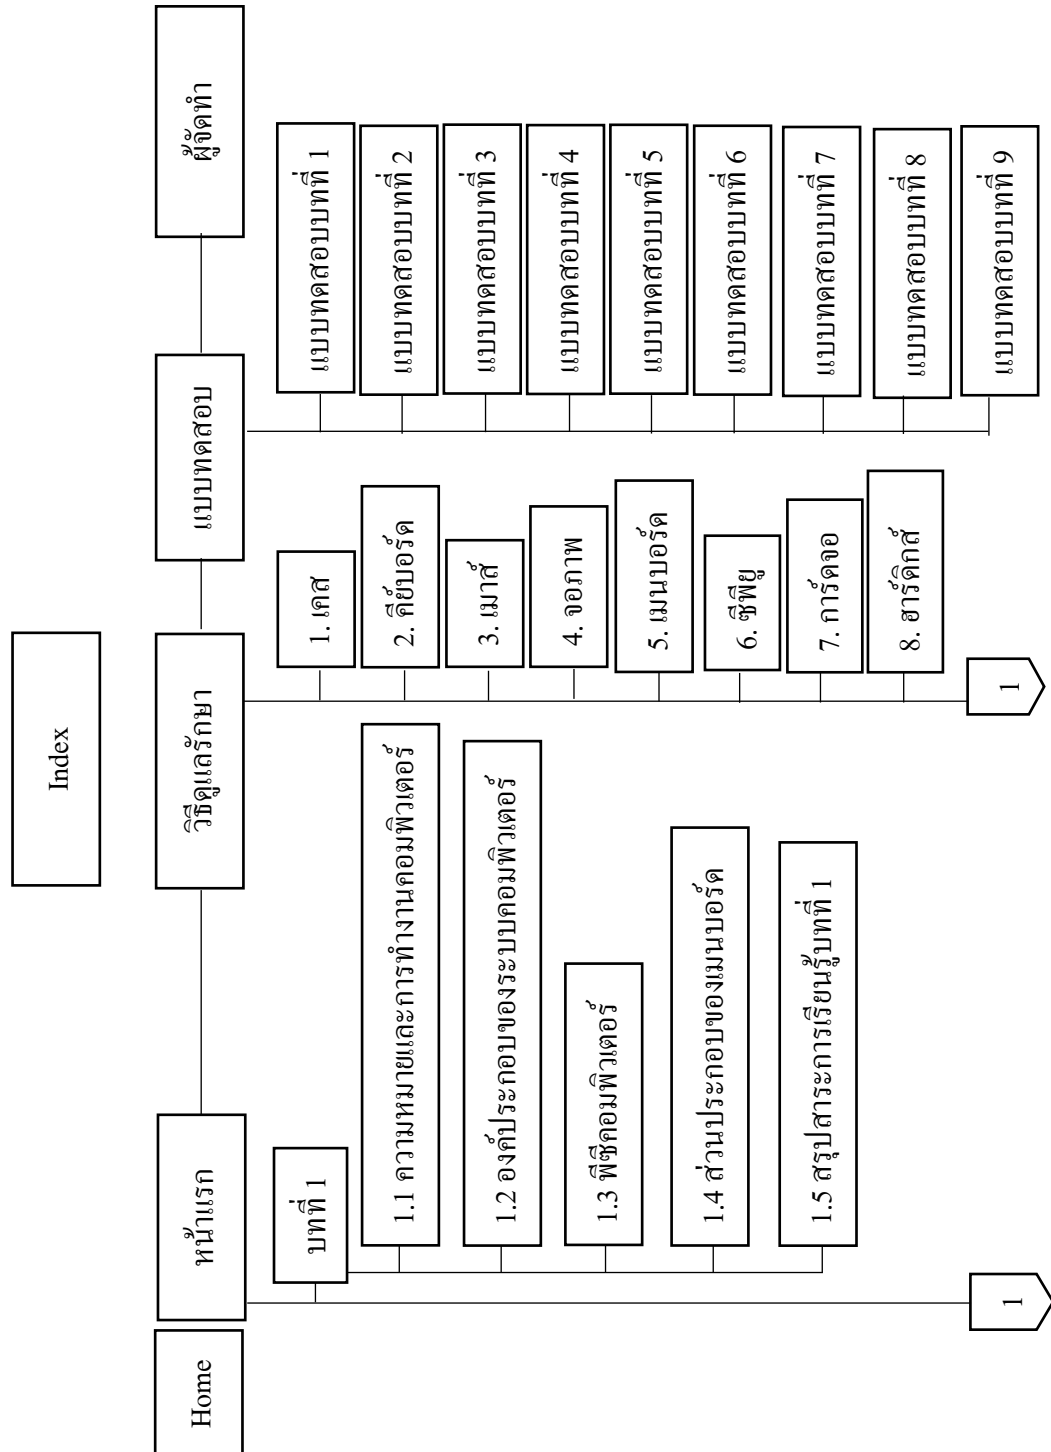 Index
Home
หน้าแรก
วิธีดูแลรักษา
แบบทดสอบ
ผู้จัดทำ
บทที่ 1
1.1 ความหมายและการทำงานคอมพิวเตอร์
1.2 องค์ประกอบของระบบคอมพิวเตอร์
1.3 พีซีคอมพิวเตอร์
1.4 ส่วนประกอบของเมนบอร์ด
1.5 สรุปสาระการเรียนรู้บทที่ 1
1
1. เคส
2. คีย์บอร์ด
3. เมาส์
4. จอภาพ
5. เมนบอร์ด
6. ซีพียู
7. การ์ดจอ
8. ฮาร์ดิกส์
1
แบบทดสอบบทที่ 1
แบบทดสอบบทที่ 2
แบบทดสอบบทที่ 3
แบบทดสอบบทที่ 4
แบบทดสอบบทที่ 5
แบบทดสอบบทที่ 6
แบบทดสอบบทที่ 7
แบบทดสอบบทที่ 8
แบบทดสอบบทที่ 9